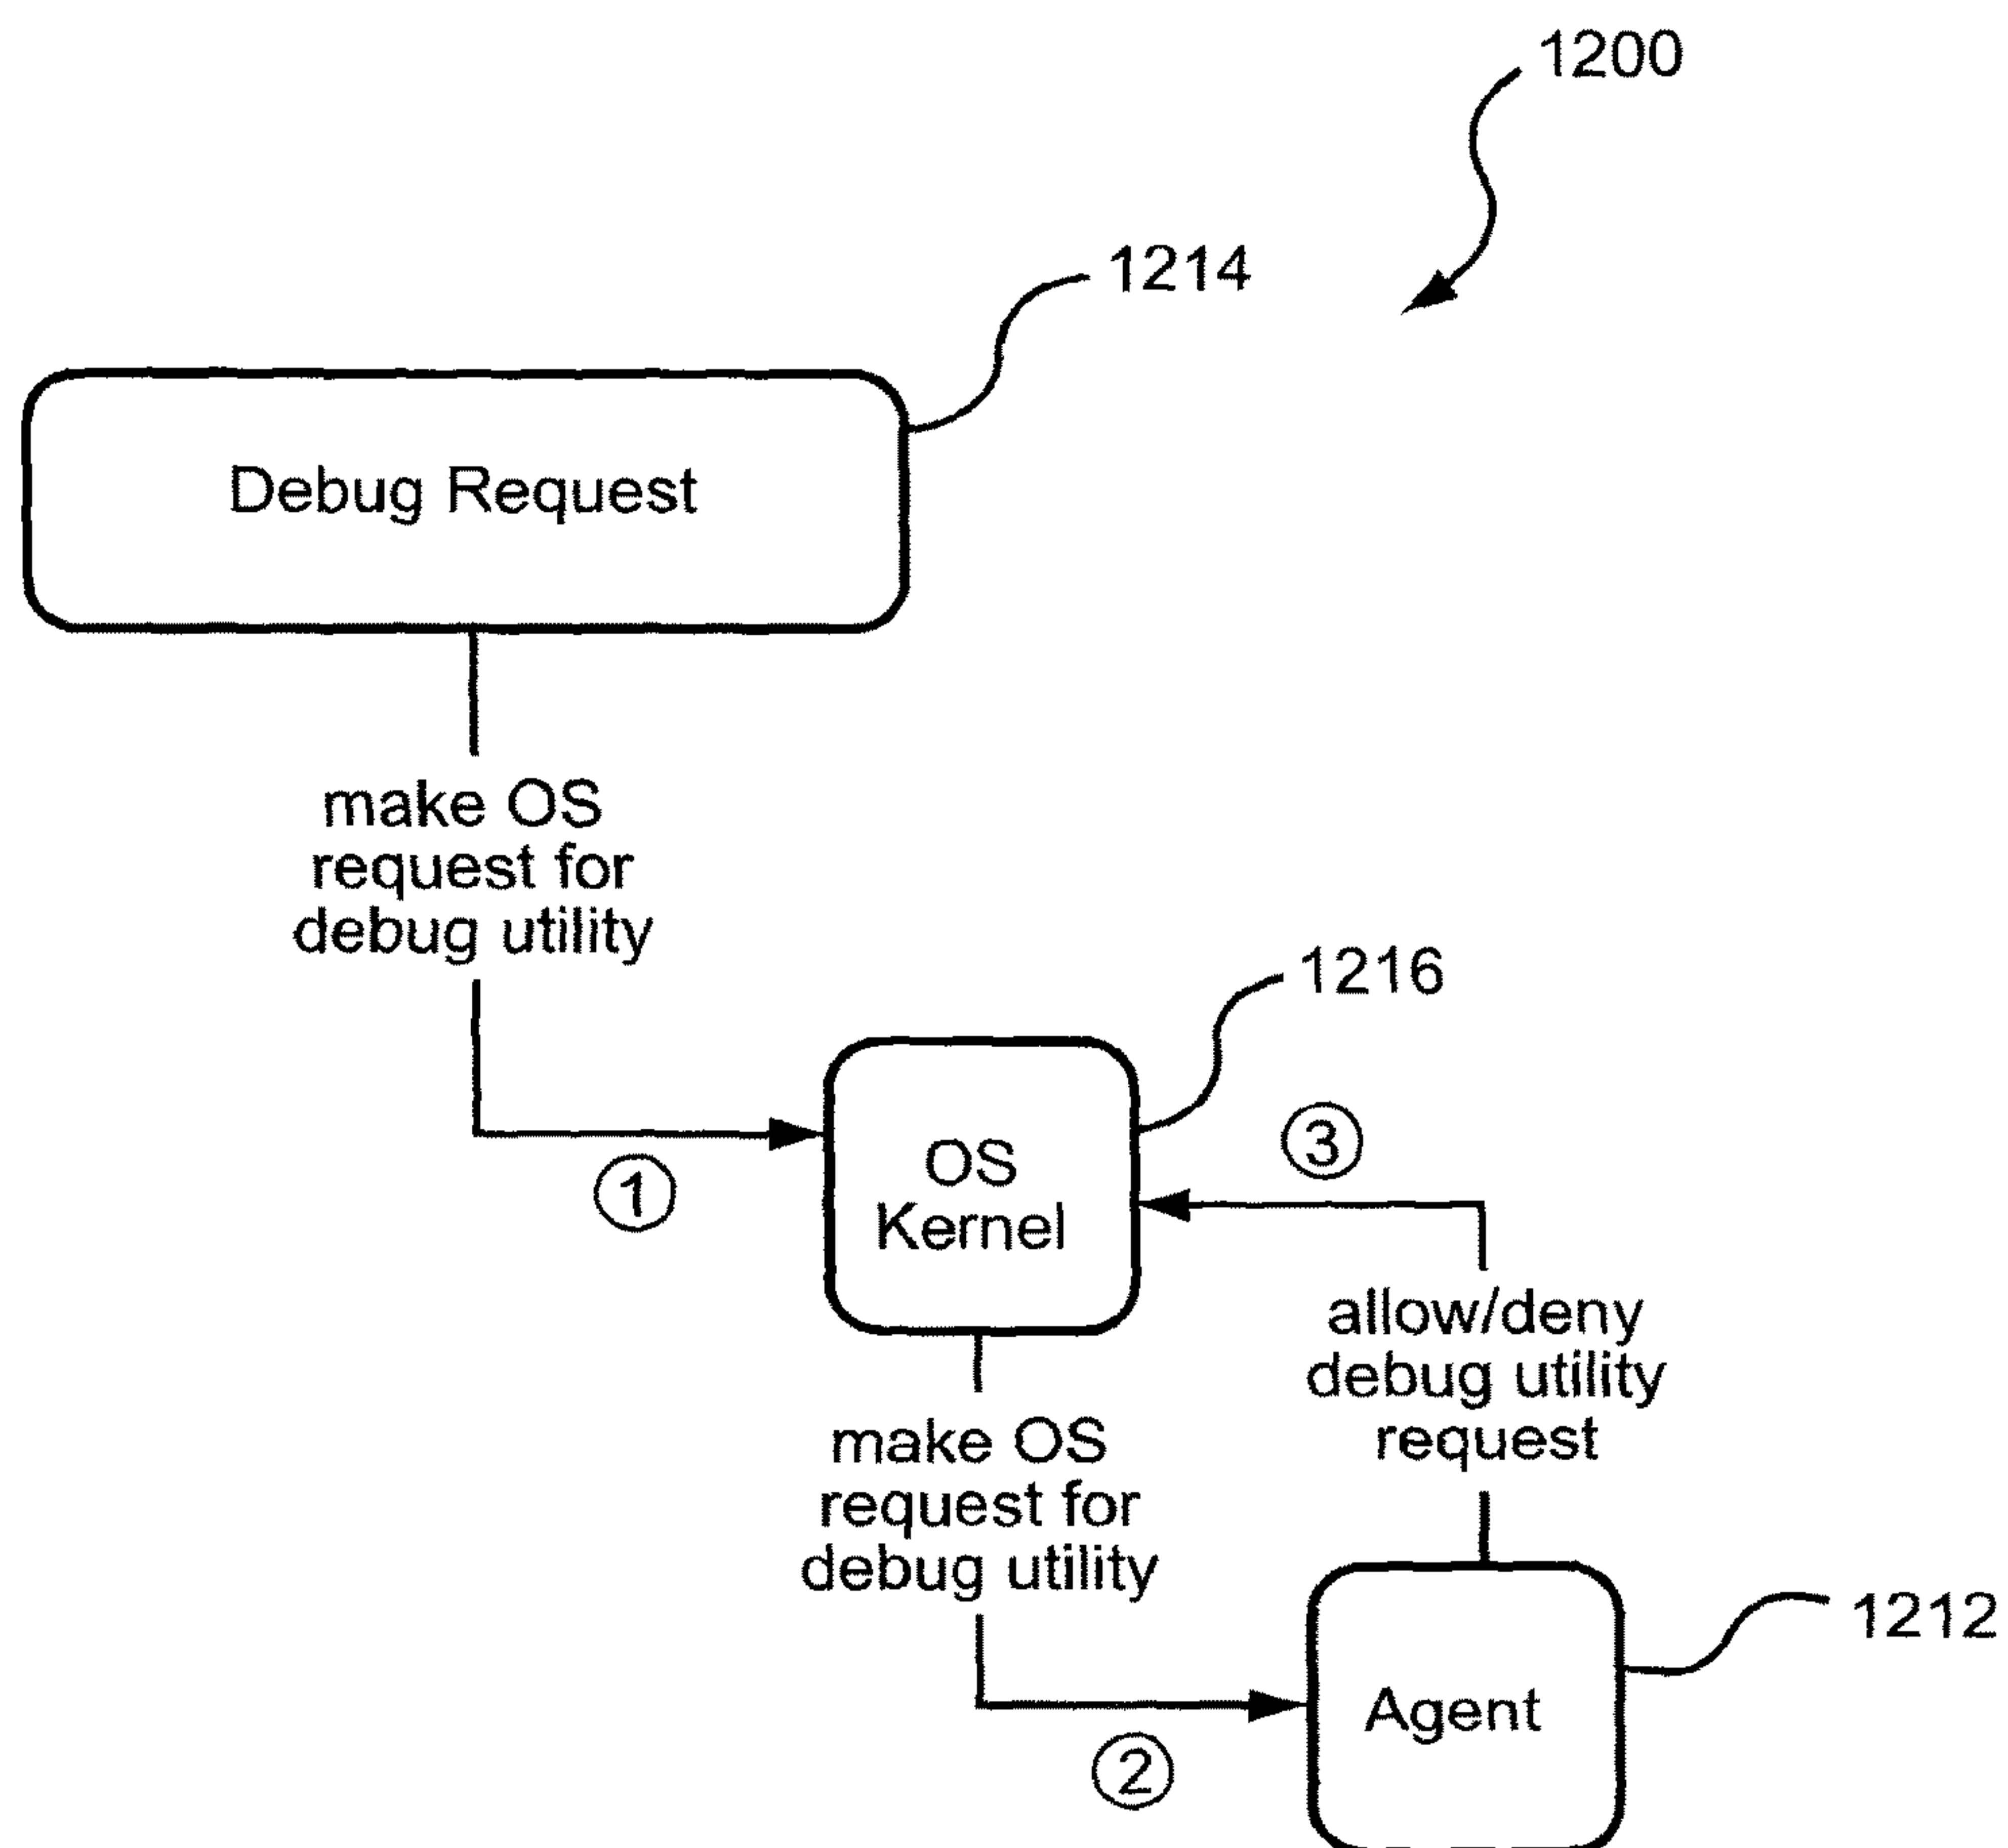 1200
1214
Debug Request
make OS
request for
debug utility
1216
1
OS
Kernel
3
allow/deny
debug utility
request
make OS
request for
debug utility
1212
Agent
2